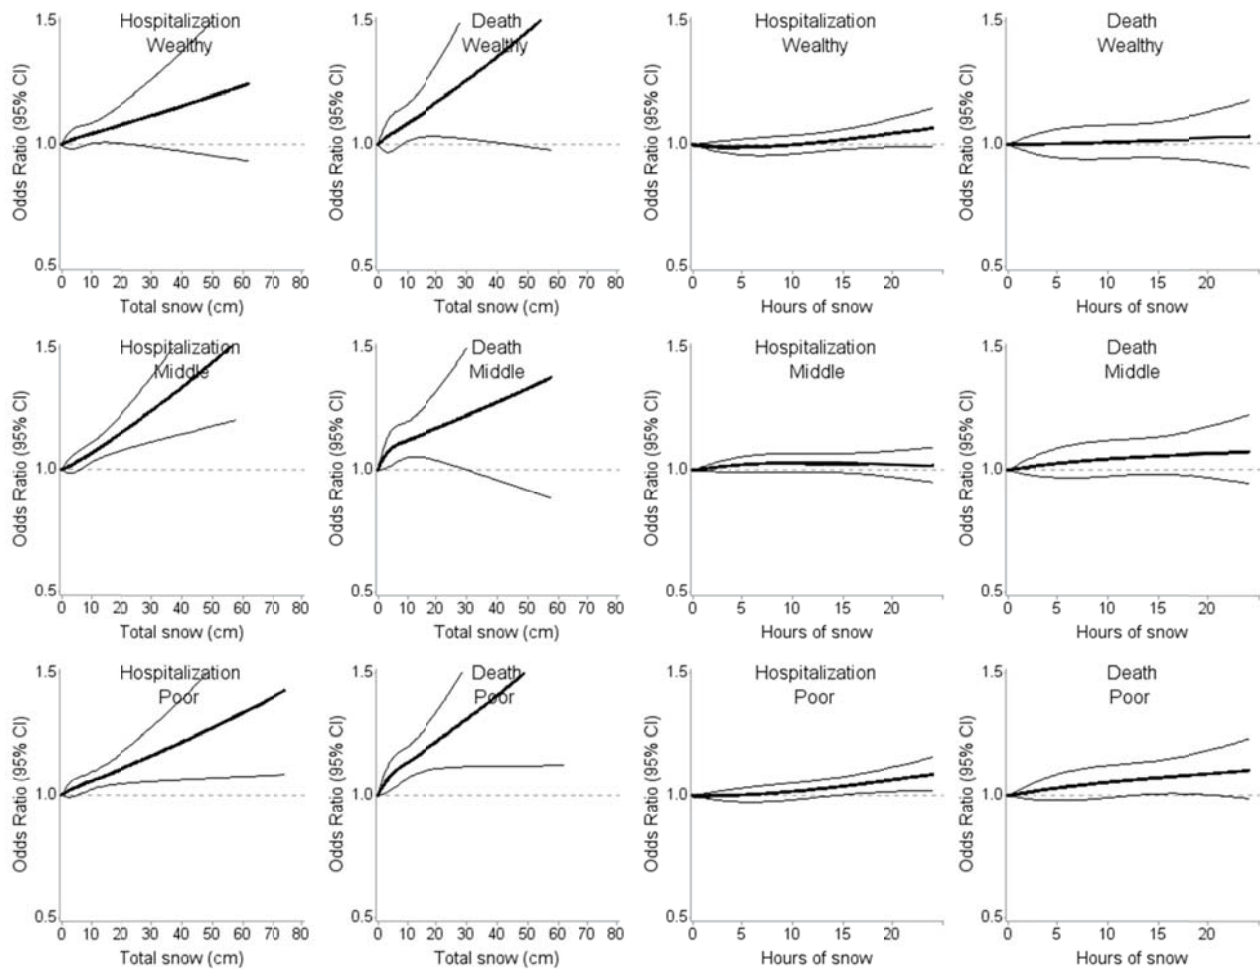 Hospitalization
Wealthy
Odds Ratio (95% CI)
1.5
1.0
0.5
0 10 20 30 40 50 60 70 80
Total snow (cm)
Death
Wealthy
Odds Ratio (95% CI)
1.5
1.0
0.5
0 10 20 30 40 50 60 70 80
Total snow (cm)
Hospitalization
Wealthy
Odds Ratio (95% CI)
1.5
1.0
0.5
0 5 10 15 20
Hours of snow
Death
Wealthy
Odds Ratio (95% CI)
1.5
1.0
0.5
0 5 10 15 20
Hours of snow
Hospitalization
Middle
Odds Ratio (95% CI)
1.5
1.0
0.5
0 10 20 30 40 50 60 70 80
Total snow (cm)
Death
Middle
Odds Ratio (95% CI)
1.5
1.0
0.5
0 10 20 30 40 50 60 70 80
Total snow (cm)
Hospitalization
Middle
Odds Ratio (95% CI)
1.5
1.0
0.5
0 5 10 15 20
Hours of snow
Death
Middle
Odds Ratio (95% CI)
1.5
1.0
0.5
0 5 10 15 20
Hours of snow
Hospitalization
Poor
Odds Ratio (95% CI)
1.5
1.0
0.5
0 10 20 30 40 50 60 70 80
Total snow (cm)
Death
Poor
Odds Ratio (95% CI)
1.5
1.0
0.5
0 10 20 30 40 50 60 70 80
Total snow (cm)
Hospitalization
Poor
Odds Ratio (95% CI)
1.5
1.0
0.5
0 5 10 15 20
Hours of snow
Death
Poor
Odds Ratio (95% CI)
1.5
1.0
0.5
0 5 10 15 20
Hours of snow